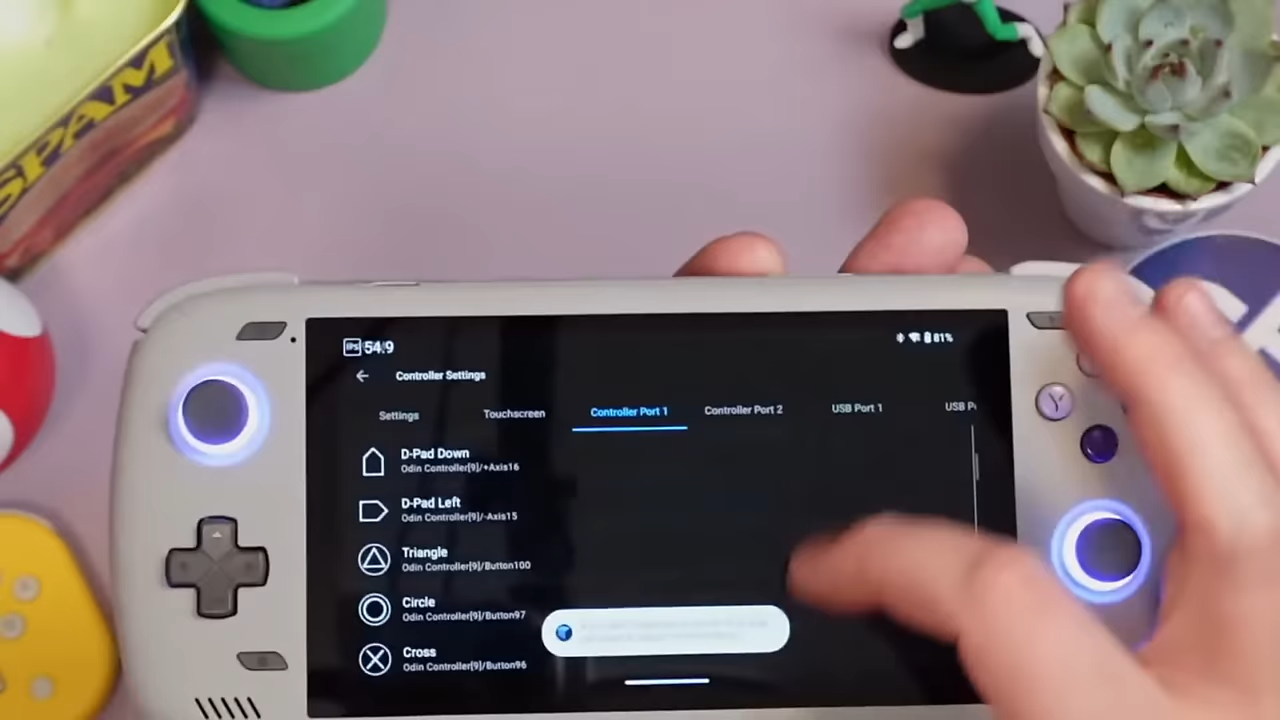 SPAM
FPS 54.9
81%
Controller Settings
Settings
Touchscreen
Controller Port 1
Controller Port 2
USB Port 1
USB P
D-Pad Down
Odin Controller[9]/+Axis16
D-Pad Left
Odin Controller[9]/-Axis15
Triangle
Odin Controller[9]/Button100
Circle
Odin Controller[9]/Button97
Cross
Odin Controller[9]/Button96
Y